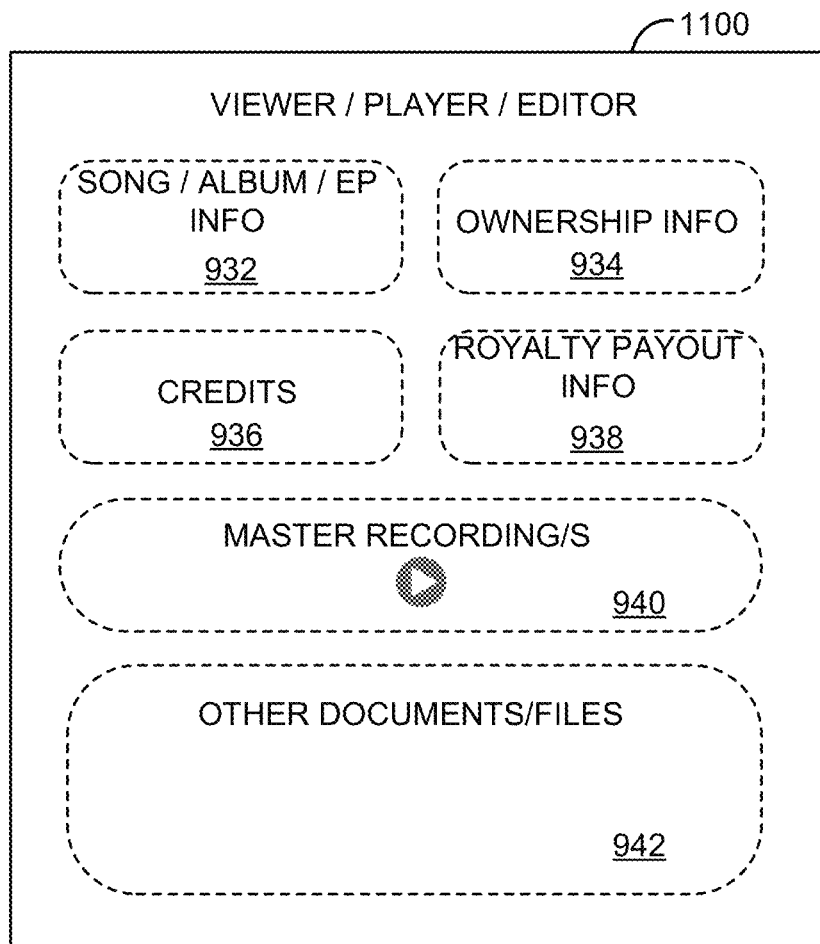 1100
VIEWER / PLAYER / EDITOR
SONG / ALBUM / EP
INFO
932
OWNERSHIP INFO
934
CREDITS
936
ROYALTY PAYOUT
INFO
938
MASTER RECORDING/S
940
OTHER DOCUMENTS/FILES
942